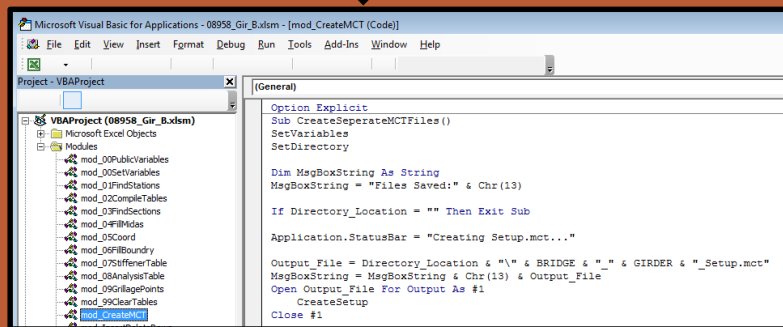 Microsoft Visual Basic for Applications - 08958_Gir_B.xlsm - [mod_CreateMCT (Code)]
File Edit View Insert Format Debug Run Tools Add-Ins Window Help
Project - VBAProject
(General)
VBAProject (08958_Gir_B.xlsm)
Microsoft Excel Objects
Modules
mod_00PublicVariables
mod_00SetVariables
mod_01FindStations
mod_02CompileTables
mod_03FindSections
mod_04FillMidas
mod_05Coord
mod_06FillBoundry
mod_07StiffenerTable
mod_08AnalysisTable
mod_09GrillagePoints
mod_99ClearTables
mod_CreateMCT
Option Explicit
Sub CreateSeperateMCTFiles()
SetVariables
SetDirectory
Dim MsgBoxString As String
MsgBoxString = "Files Saved:" & Chr(13)
If Directory_Location = "" Then Exit Sub
Application.StatusBar = "Creating Setup.mct..."
Output_File = Directory_Location & "\" & BRIDGE & "_" & GIRDER & "_Setup.mct"
MsgBoxString = MsgBoxString & Chr(13) & Output_File
Open Output_File For Output As #1
CreateSetup
Close #1